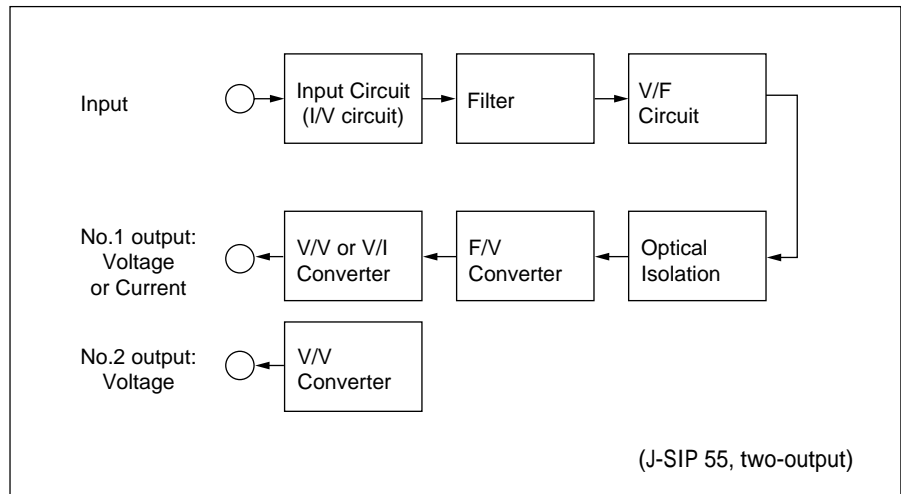 Input
Input Circuit
(I/V circuit)
Filter
V/F
Circuit
No.1 output:
Voltage
or Current
V/V or V/I
Converter
F/V
Converter
Optical
Isolation
No.2 output:
Voltage
V/V
Converter
(J-SIP 55, two-output)